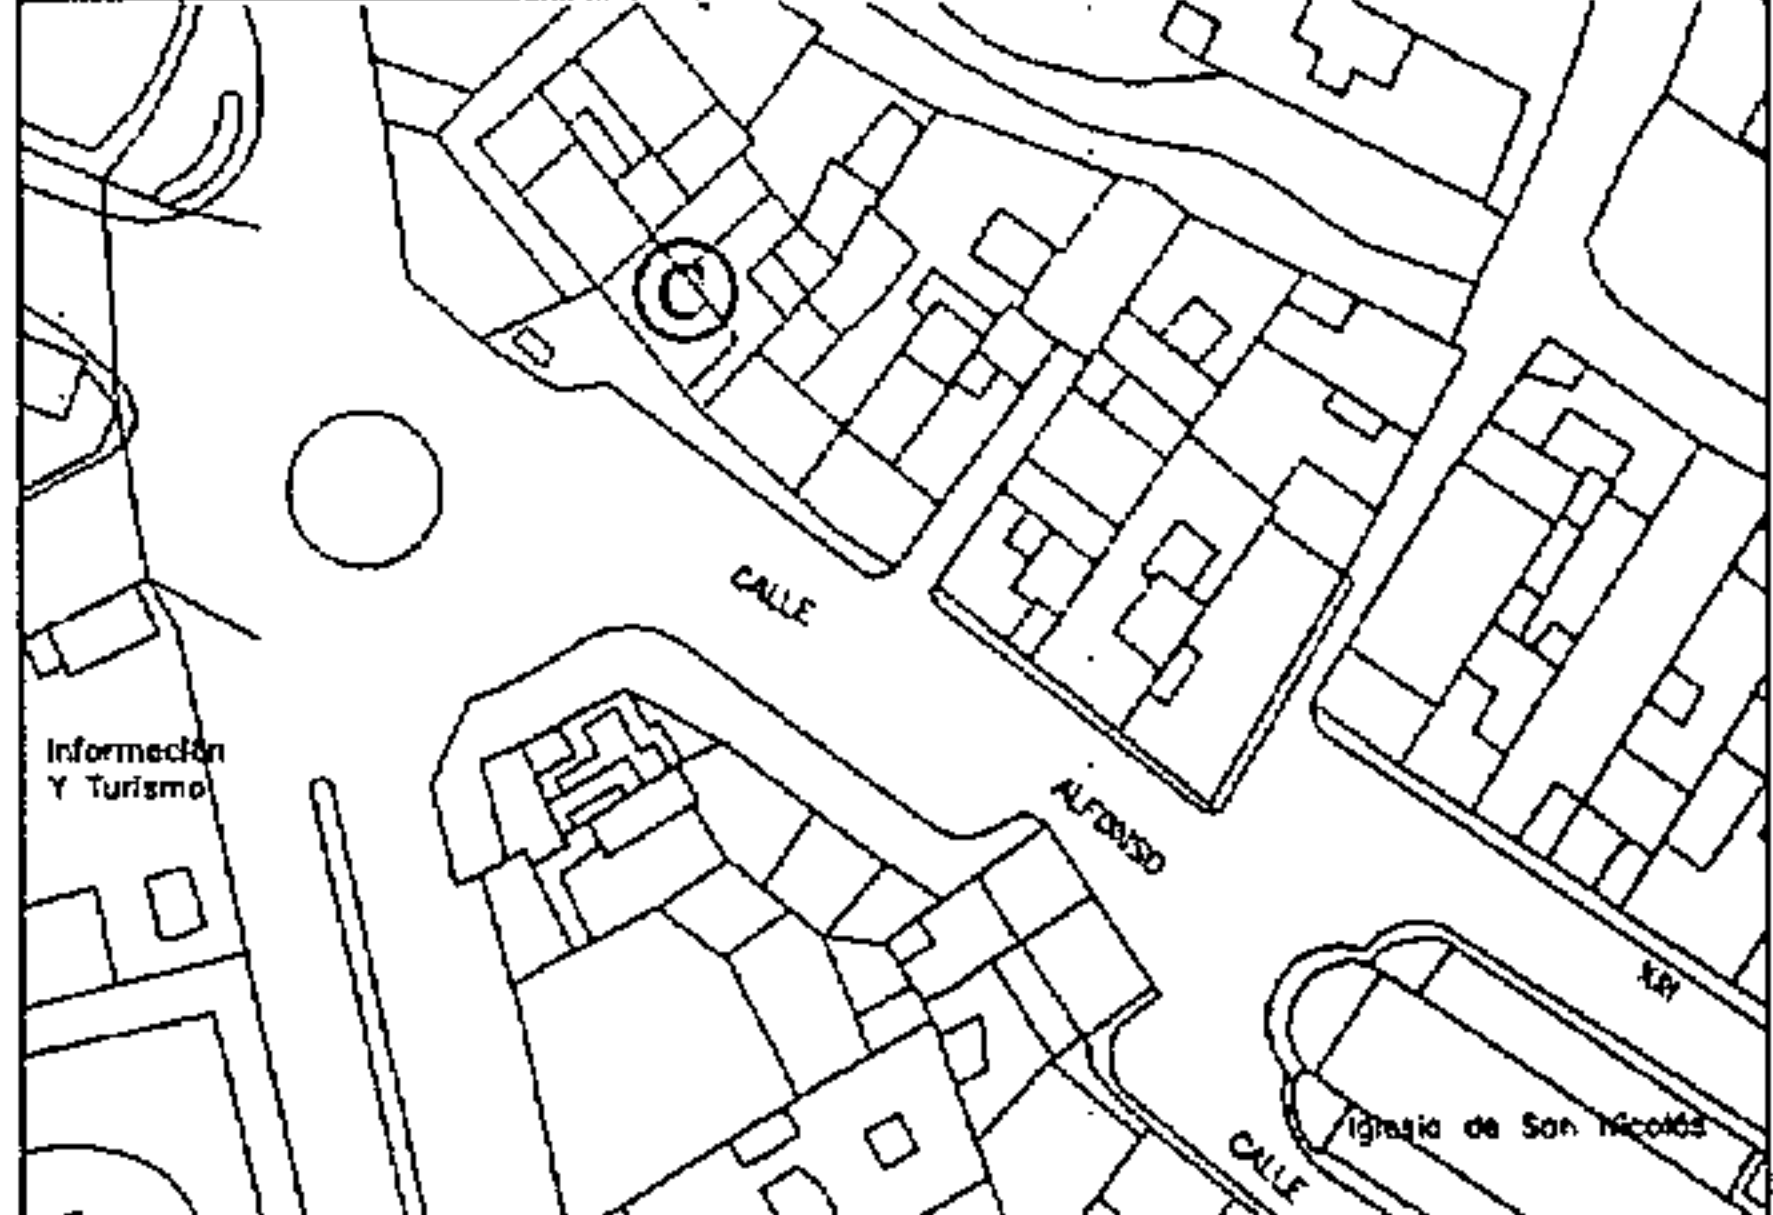 C
CALLE
Información
Y Turismo
ALFONSO
XIII
Iglesia de San Nicolás
CALLE